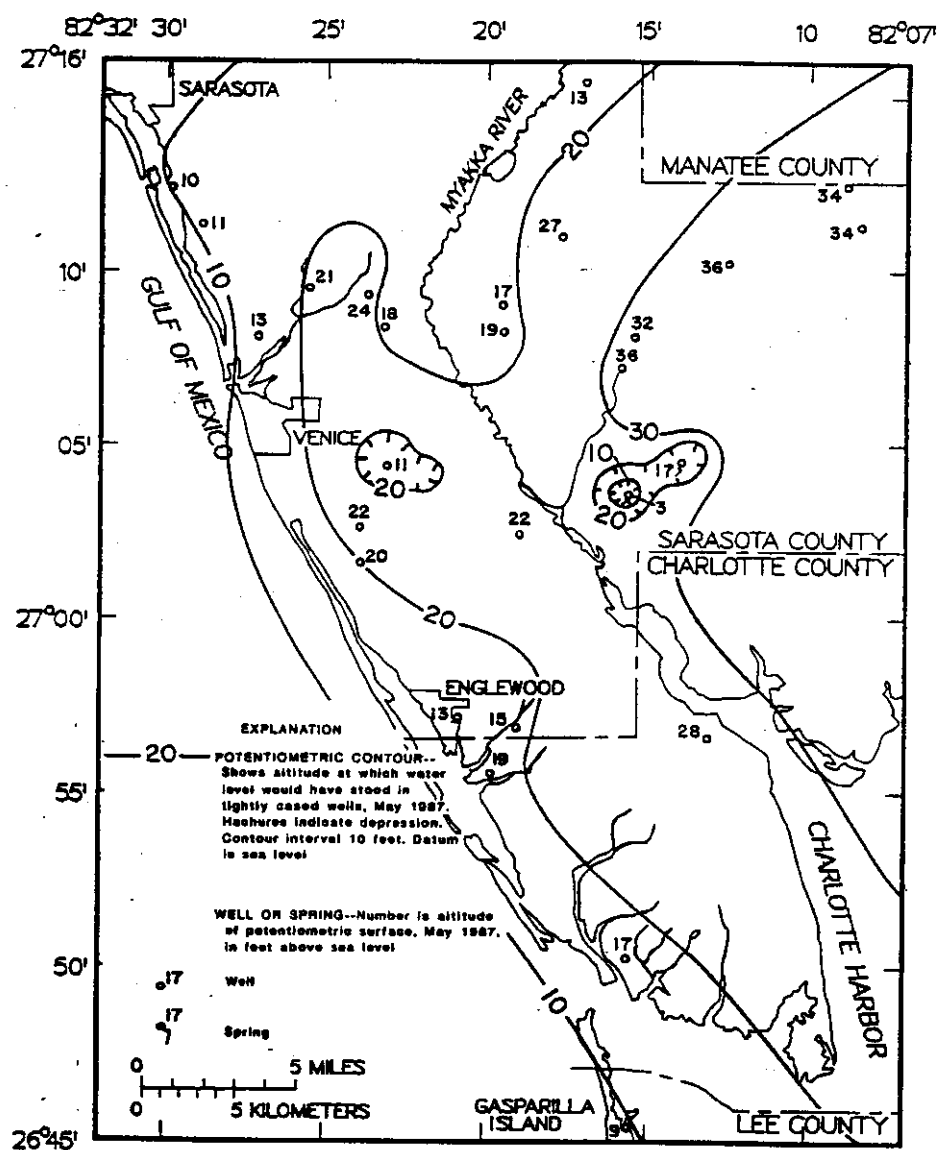 82°32' 30' 25' 20' 15' 10 82°07'
27°16'
SARASOTA
13
MYAKKA RIVER
20
MANATEE COUNTY
10
34
11
27
34
10
10'
36
21
GULF OF MEXICO
24
18
17
13
19
32
36
VENICE
05'
30
11
10
17
20
20
3
22
22
SARASOTA COUNTY
20
CHARLOTTE COUNTY
27°00'
20
ENGLEWOOD
13
15
28
EXPLANATION
20
POTENTIOMETRIC CONTOUR--
Shows altitude at which water
level would have stood in
tightly cased wells, May 1987.
Hachures indicate depression.
Contour interval 10 feet. Datum
is sea level
19
55'
CHARLOTTE HARBOR
WELL OR SPRING--Number is altitude
of potentiometric surface, May 1987,
in feet above sea level
17
50'
17 Well
10
17 Spring
0 5 MILES
0 5 KILOMETERS
GASPARILLA
ISLAND
9
LEE COUNTY
26°45'